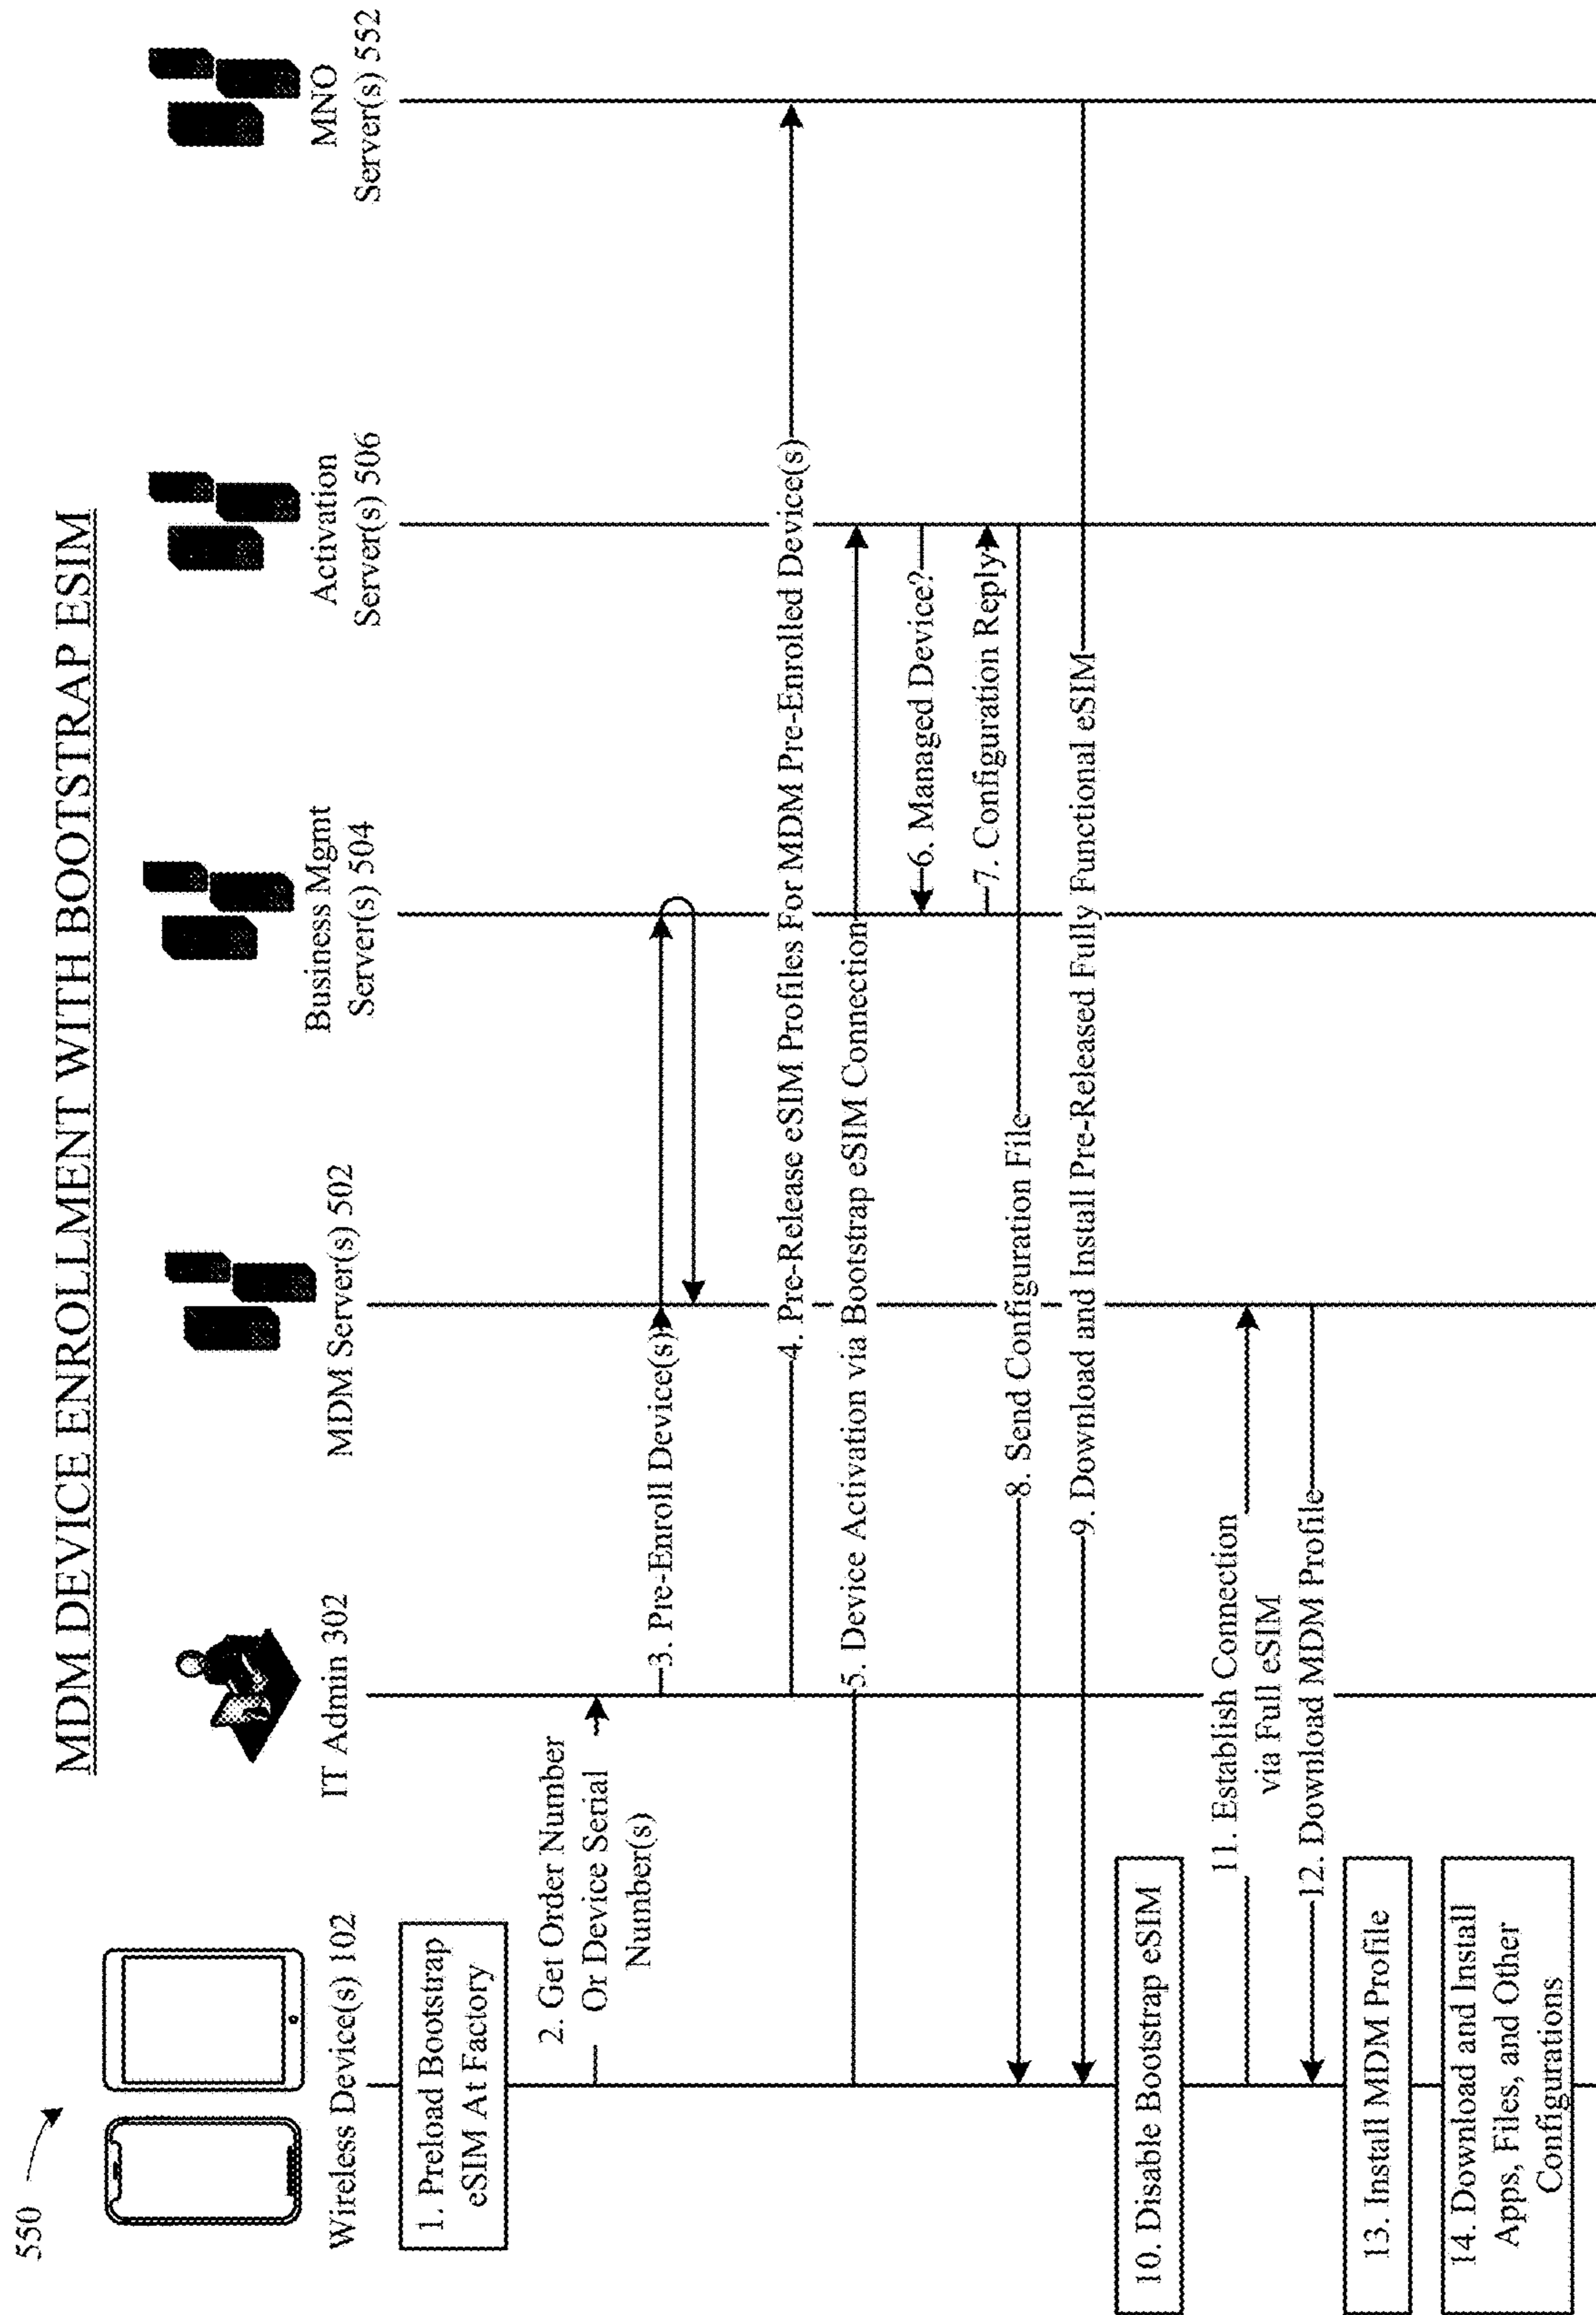 550
MDM DEVICE ENROLLMENT WITH BOOTSTRAP ESIM
Wireless Device(s) 102
IT Admin 302
MDM Server(s) 502
Business Mgmt
Server(s) 504
Activation
Server(s) 506
MNO
Server(s) 552
1. Preload Bootstrap
eSIM At Factory
2. Get Order Number
Or Device Serial
Number(s)
3. Pre-Enroll Device(s)
4. Pre-Release eSIM Profiles For MDM Pre-Enrolled Device(s)
5. Device Activation via Bootstrap eSIM Connection
6. Managed Device?
7. Configuration Reply
8. Send Configuration File
9. Download and Install Pre-Released Fully Functional eSIM
10. Disable Bootstrap eSIM
11. Establish Connection
via Full eSIM
12. Download MDM Profile
13. Install MDM Profile
14. Download and Install
Apps, Files, and Other
Configurations